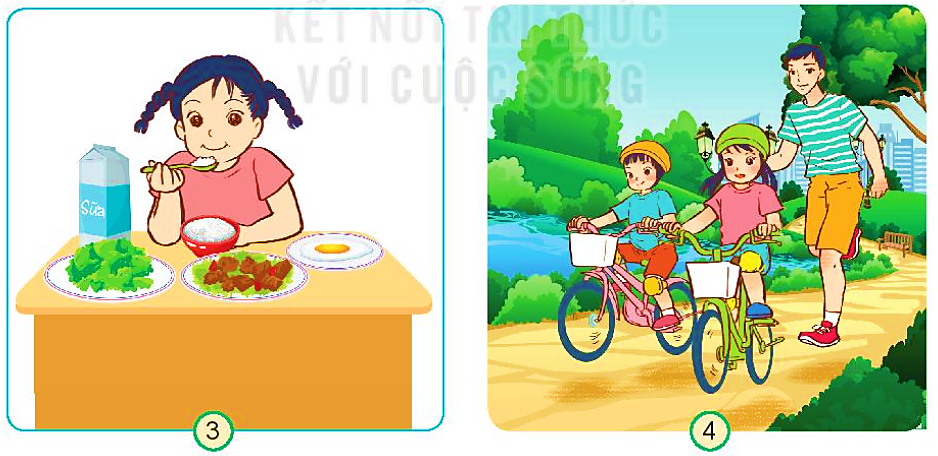 KẾT NỐI TRI THỨC
VỚI CUỘC SỐNG
Sữa
3
4